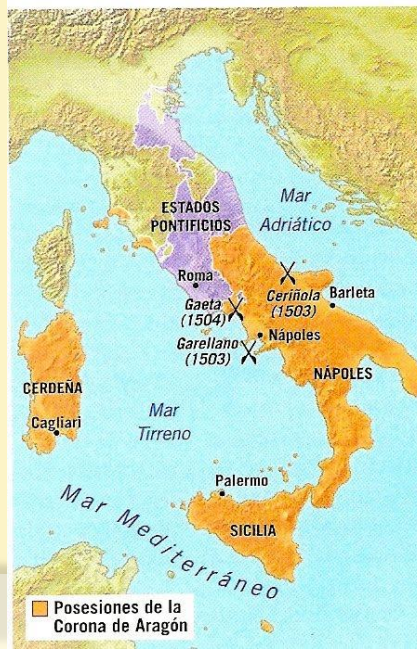 Mar
Adriático
ESTADOS
PONTIFICIOS
Roma
Gaeta
(1504)
Ceriñola
(1503)
Barleta
Garellano
(1503)
Nápoles
NÁPOLES
CERDEÑA
Cagliari
Mar
Tirreno
Palermo
SICILIA
Mar Mediterráneo
Posesiones de la
Corona de Aragón